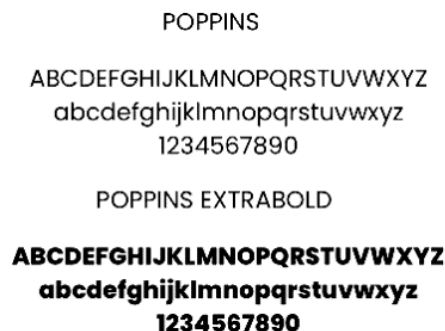 POPPINS
ABCDEFGHIJKLMNOPQRSTUVWXYZ
abcdefghijklmnopqrstuvwxyz
1234567890
POPPINS EXTRABOLD
ABCDEFGHIJKLMNOPQRSTUVWXYZ
abcdefghijklmnopqrstuvwxyz
1234567890